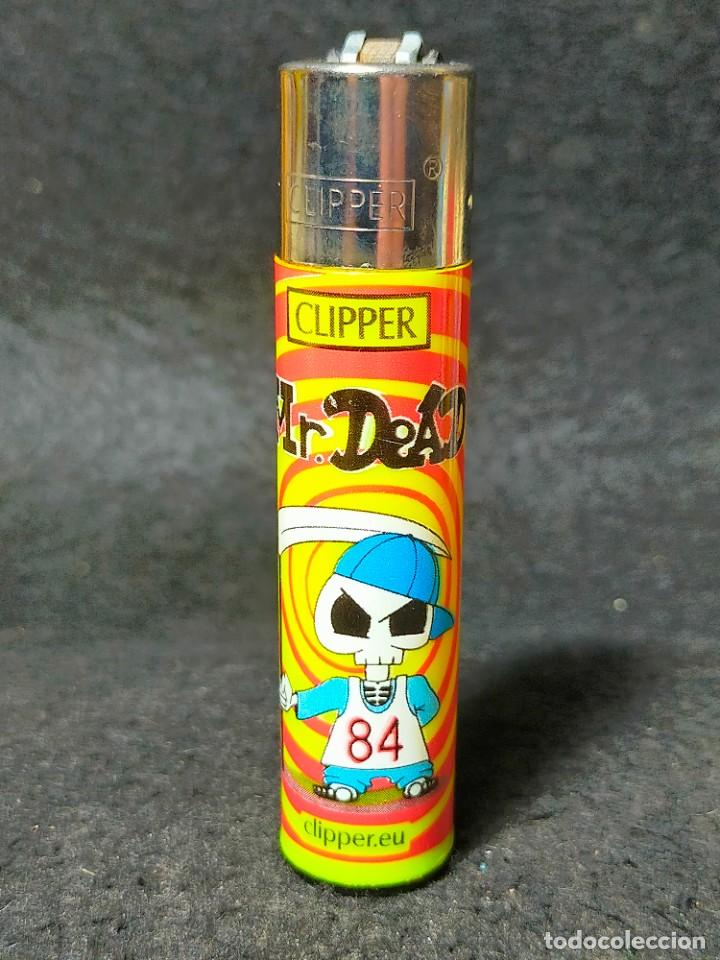 CLIPPER ®
CLIPPER
Mr. DeAD
84
clipper.eu
todocoleccion